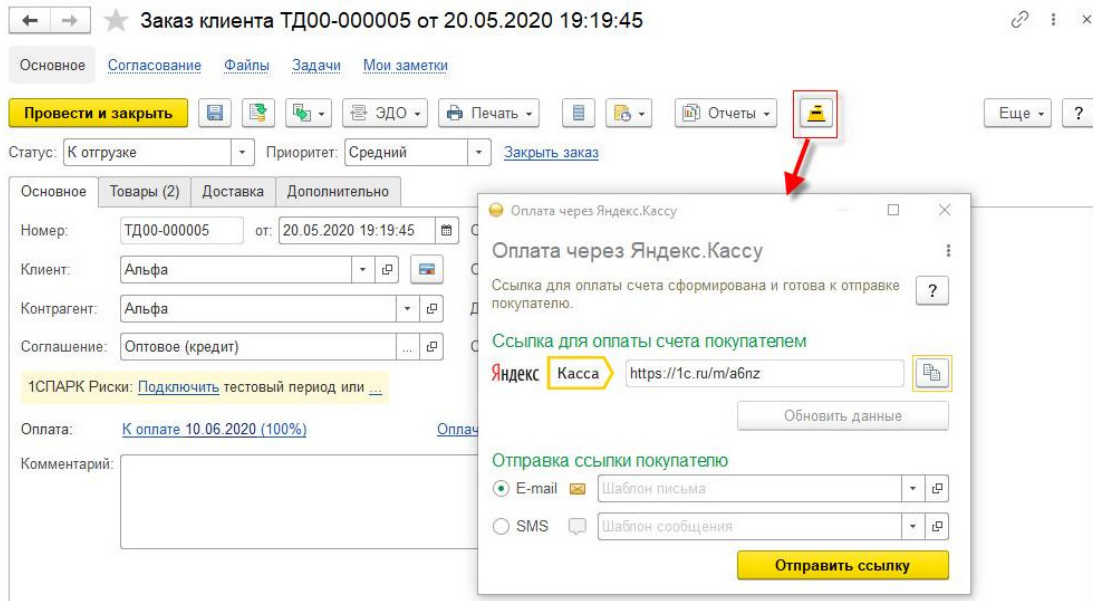 Заказ клиента ТД00-000005 от 20.05.2020 19:19:45
Основное Согласование Файлы Задачи Мои заметки
Провести и закрыть ЭДО Печать Отчеты Еще ?
Статус: К отгрузке Приоритет: Средний Закрыть заказ
Основное Товары (2) Доставка Дополнительно
Номер: ТД00-000005 от: 20.05.2020 19:19:45
Клиент: Альфа
Контрагент: Альфа
Соглашение: Оптовое (кредит) ...
1СПАРК Риски: Подключить тестовый период или ...
Оплата: К оплате 10.06.2020 (100%) Оплач
Комментарий:
Оплата через Яндекс.Кассу
Оплата через Яндекс.Кассу
Ссылка для оплаты счета сформирована и готова к отправке
покупателю.
?
Ссылка для оплаты счета покупателем
Яндекс Касса https://1c.ru/m/a6nz
Обновить данные
Отправка ссылки покупателю
E-mail Шаблон письма
SMS Шаблон сообщения
Отправить ссылку